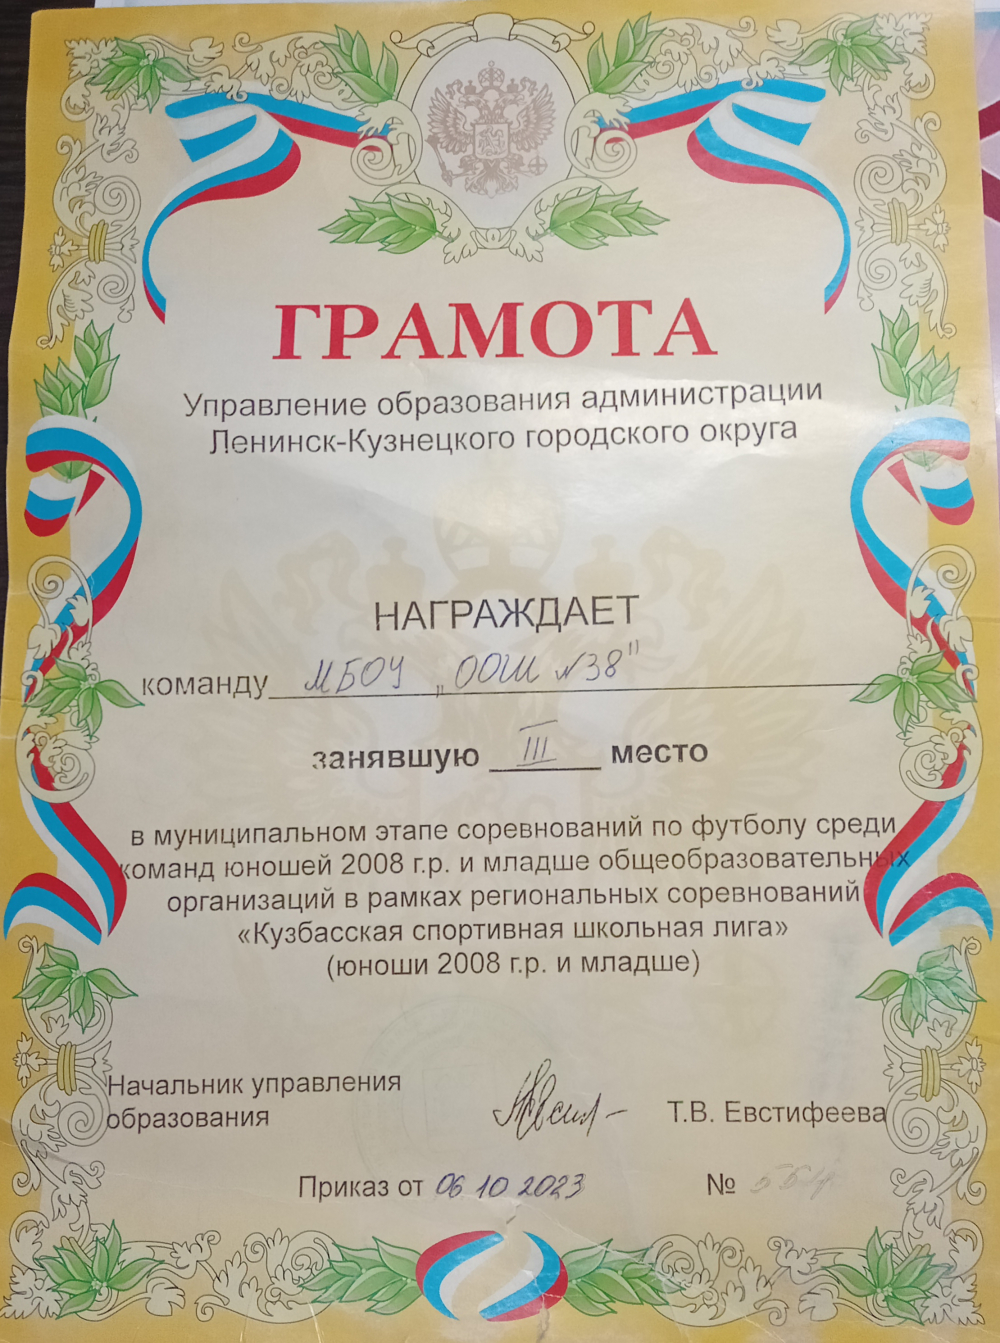 ГРАМОТА
Управление образования администрации
Ленинск-Кузнецкого городского округа
НАГРАЖДАЕТ
команду МБОУ „ООШ №38"
занявшую III место
в муниципальном этапе соревнований по футболу среди
команд юношей 2008 г.р. и младше общеобразовательных
организаций в рамках региональных соревнований
«Кузбасская спортивная школьная лига»
(юноши 2008 г.р. и младше)
Начальник управления
образования
Т.В. Евстифеева
Приказ от 06 10 2023 №